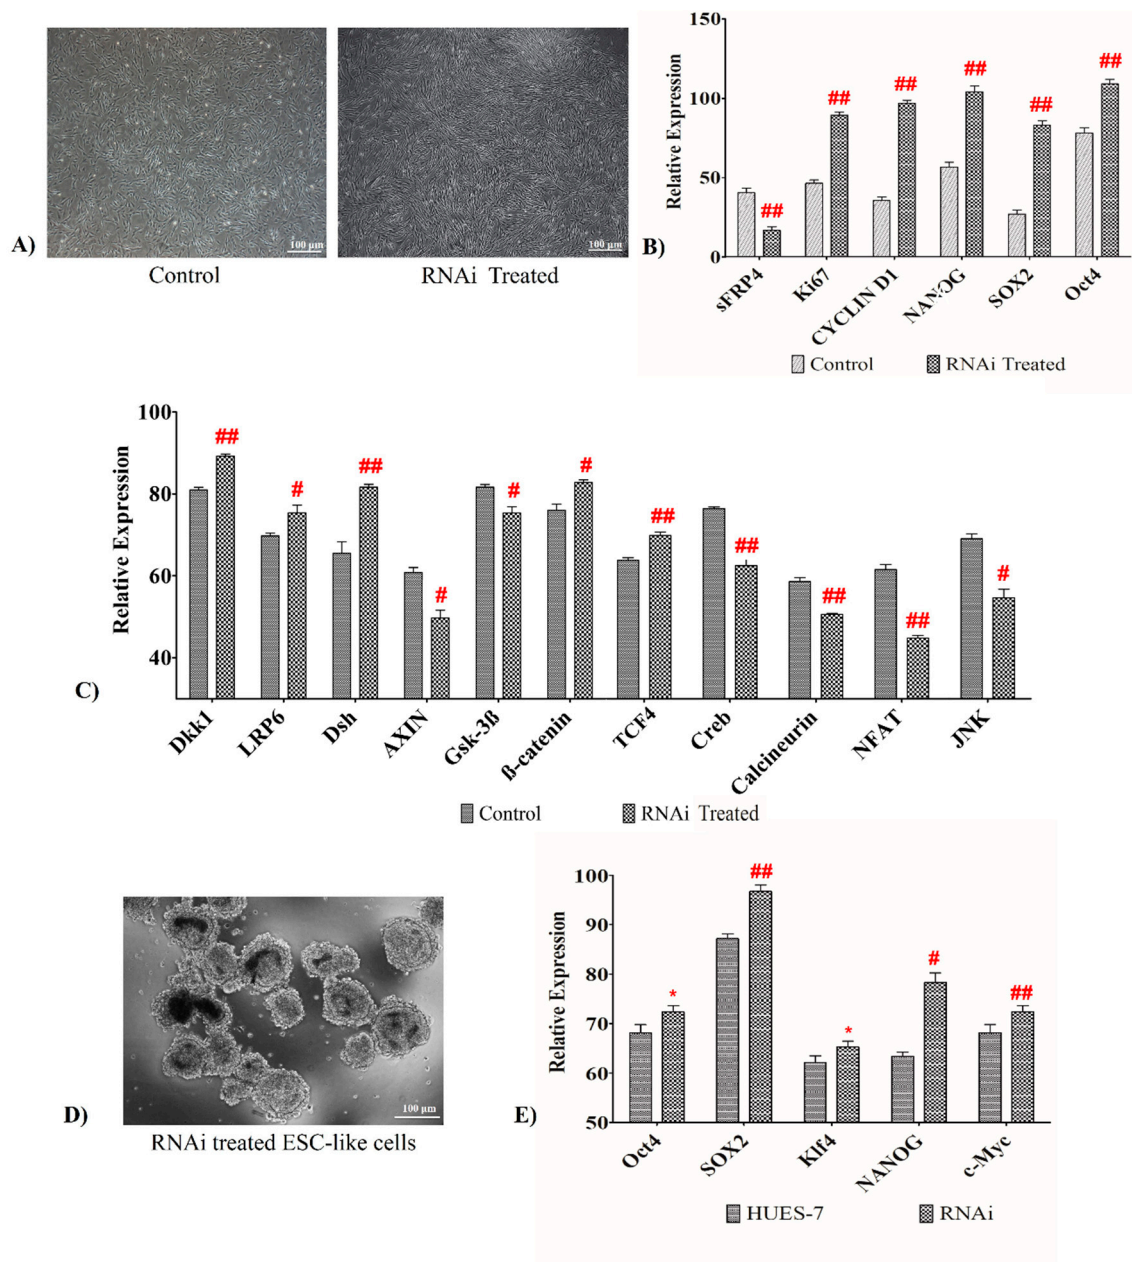 A)
100 μm
Control
100 μm
RNAi Treated
B)
Relative Expression
150
100
50
0
##
##
##
##
##
##
sFRP4
Ki67
CYCLIN D1
NANOG
SOX2
Oct4
Control
RNAi Treated
C)
Relative Expression
100
80
60
40
##
#
##
#
#
#
##
##
##
##
#
Dkk1
LRP6
Dsh
AXIN
Gsk-3ß
ß-catenin
TCF4
Creb
Calcineurin
NFAT
JNK
Control
RNAi Treated
D)
100 μm
RNAi treated ESC-like cells
E)
Relative Expression
100
90
80
70
60
50
*
##
*
#
##
Oct4
SOX2
Klf4
NANOG
c-Myc
HUES-7
RNAi